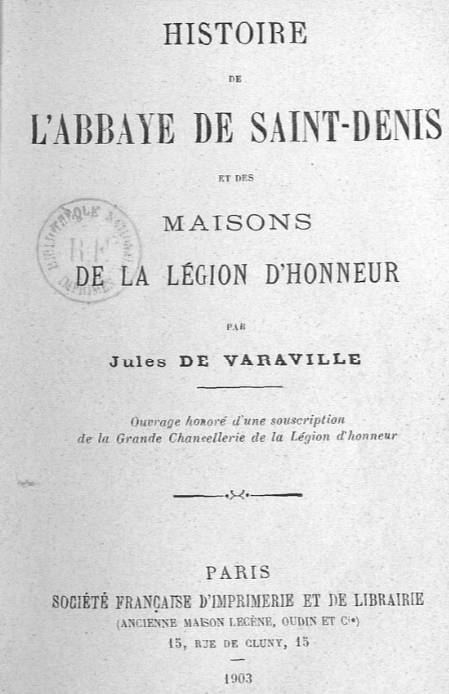 HISTOIRE
DE
L'ABBAYE DE SAINT-DENIS
ET DES
MAISONS
DE LA LÉGION D'HONNEUR
PAR
Jules DE VARAVILLE
Ouvrage honoré d'une souscription
de la Grande Chancellerie de la Légion d'honneur
PARIS
SOCIÉTÉ FRANÇAISE D'IMPRIMERIE ET DE LIBRAIRIE
(ANCIENNE MAISON LECÈNE, OUDIN ET Cie)
15, RUE DE CLUNY, 15
1903
R.F.
IMPRIMÉS